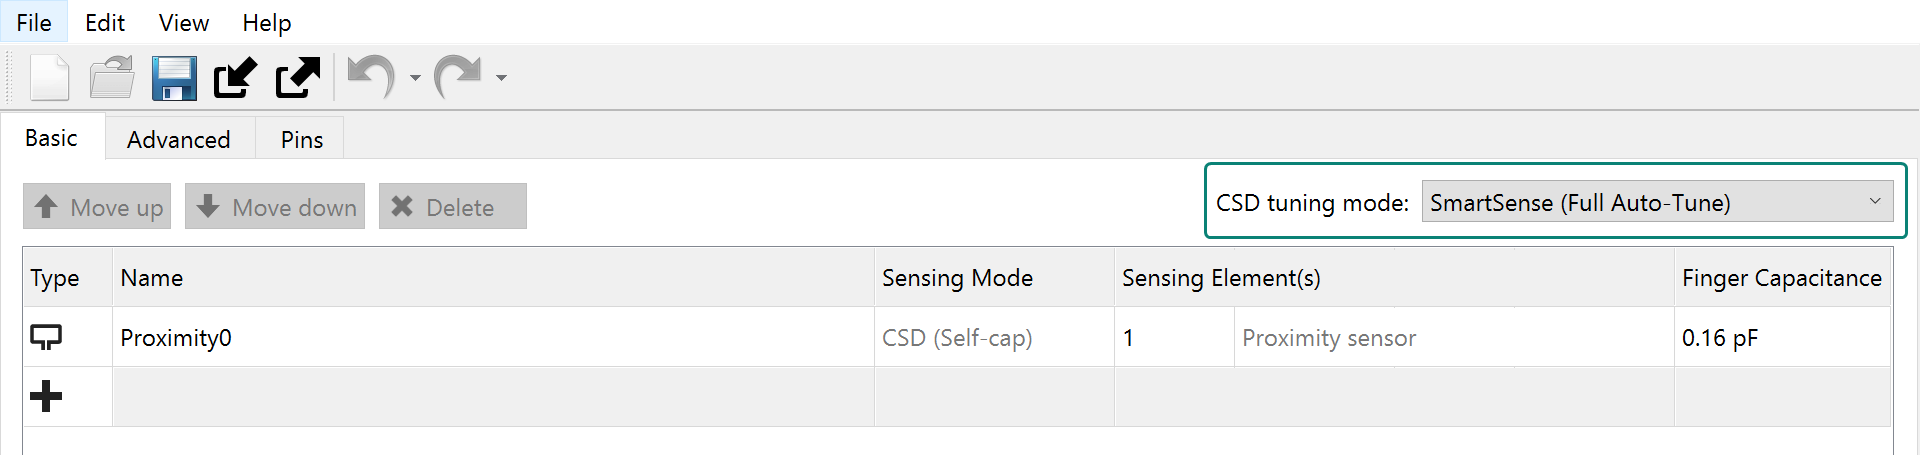 File Edit View Help
Basic Advanced Pins
Move up Move down Delete CSD tuning mode: SmartSense (Full Auto-Tune)
Type Name Sensing Mode Sensing Element(s) Finger Capacitance
Proximity0 CSD (Self-cap) 1 Proximity sensor 0.16 pF